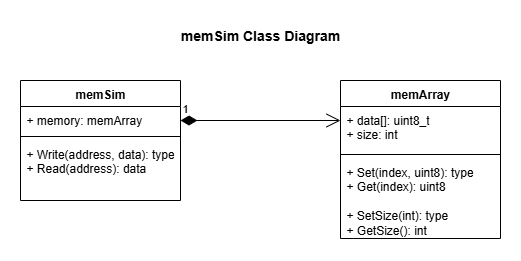 memSim Class Diagram
memSim
+ memory: memArray
+ Write(address, data): type
+ Read(address): data
1
memArray
+ data[]: uint8_t
+ size: int
+ Set(index, uint8): type
+ Get(index): uint8
+ SetSize(int): type
+ GetSize(): int